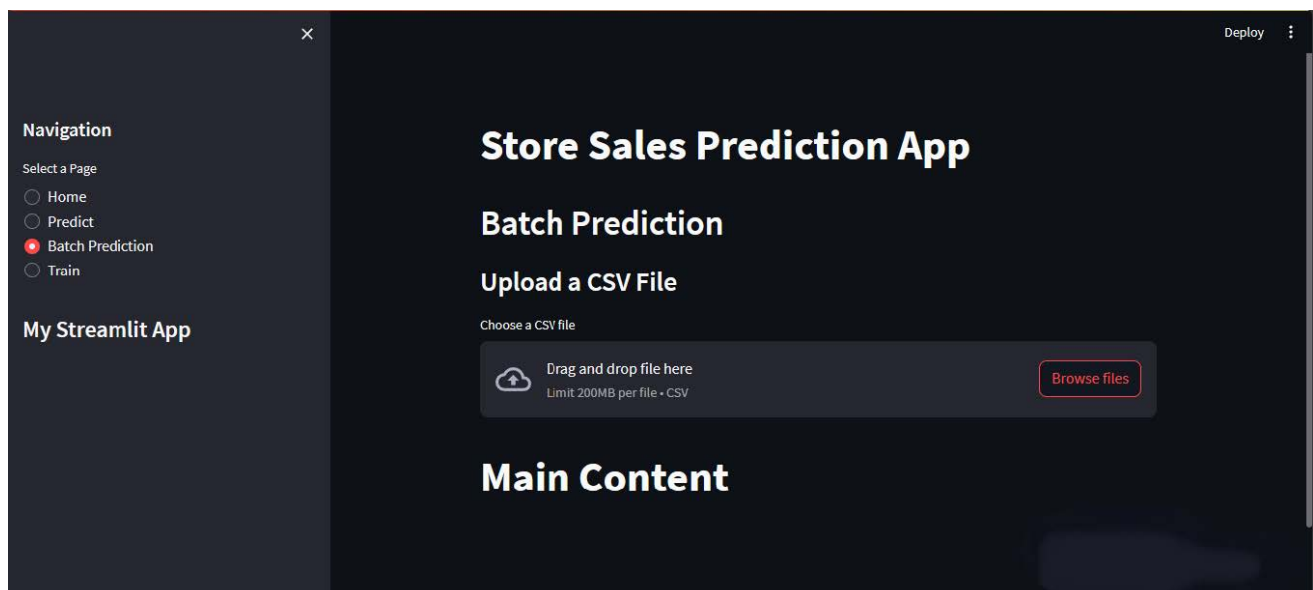 Deploy
Navigation
Select a Page
Home
Predict
Batch Prediction
Train
My Streamlit App
Store Sales Prediction App
Batch Prediction
Upload a CSV File
Choose a CSV file
Drag and drop file here
Limit 200MB per file • CSV
Browse files
Main Content